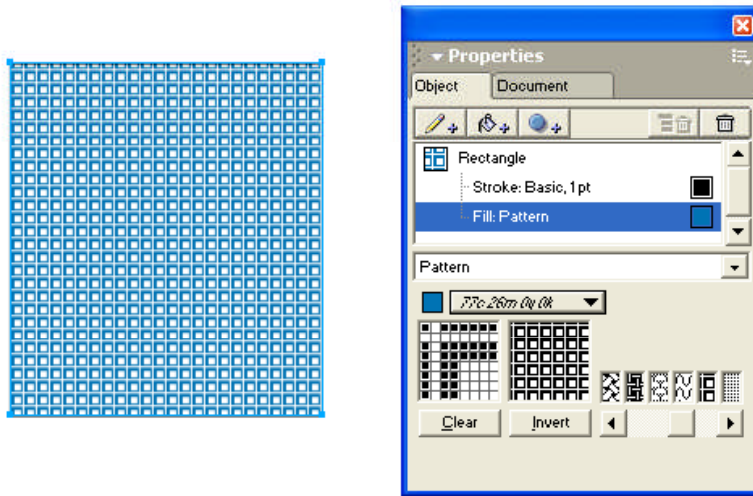 Properties
Object Document
Rectangle
Stroke: Basic, 1pt
Fill: Pattern
Pattern
77c 26m 0y 0k
Clear Invert